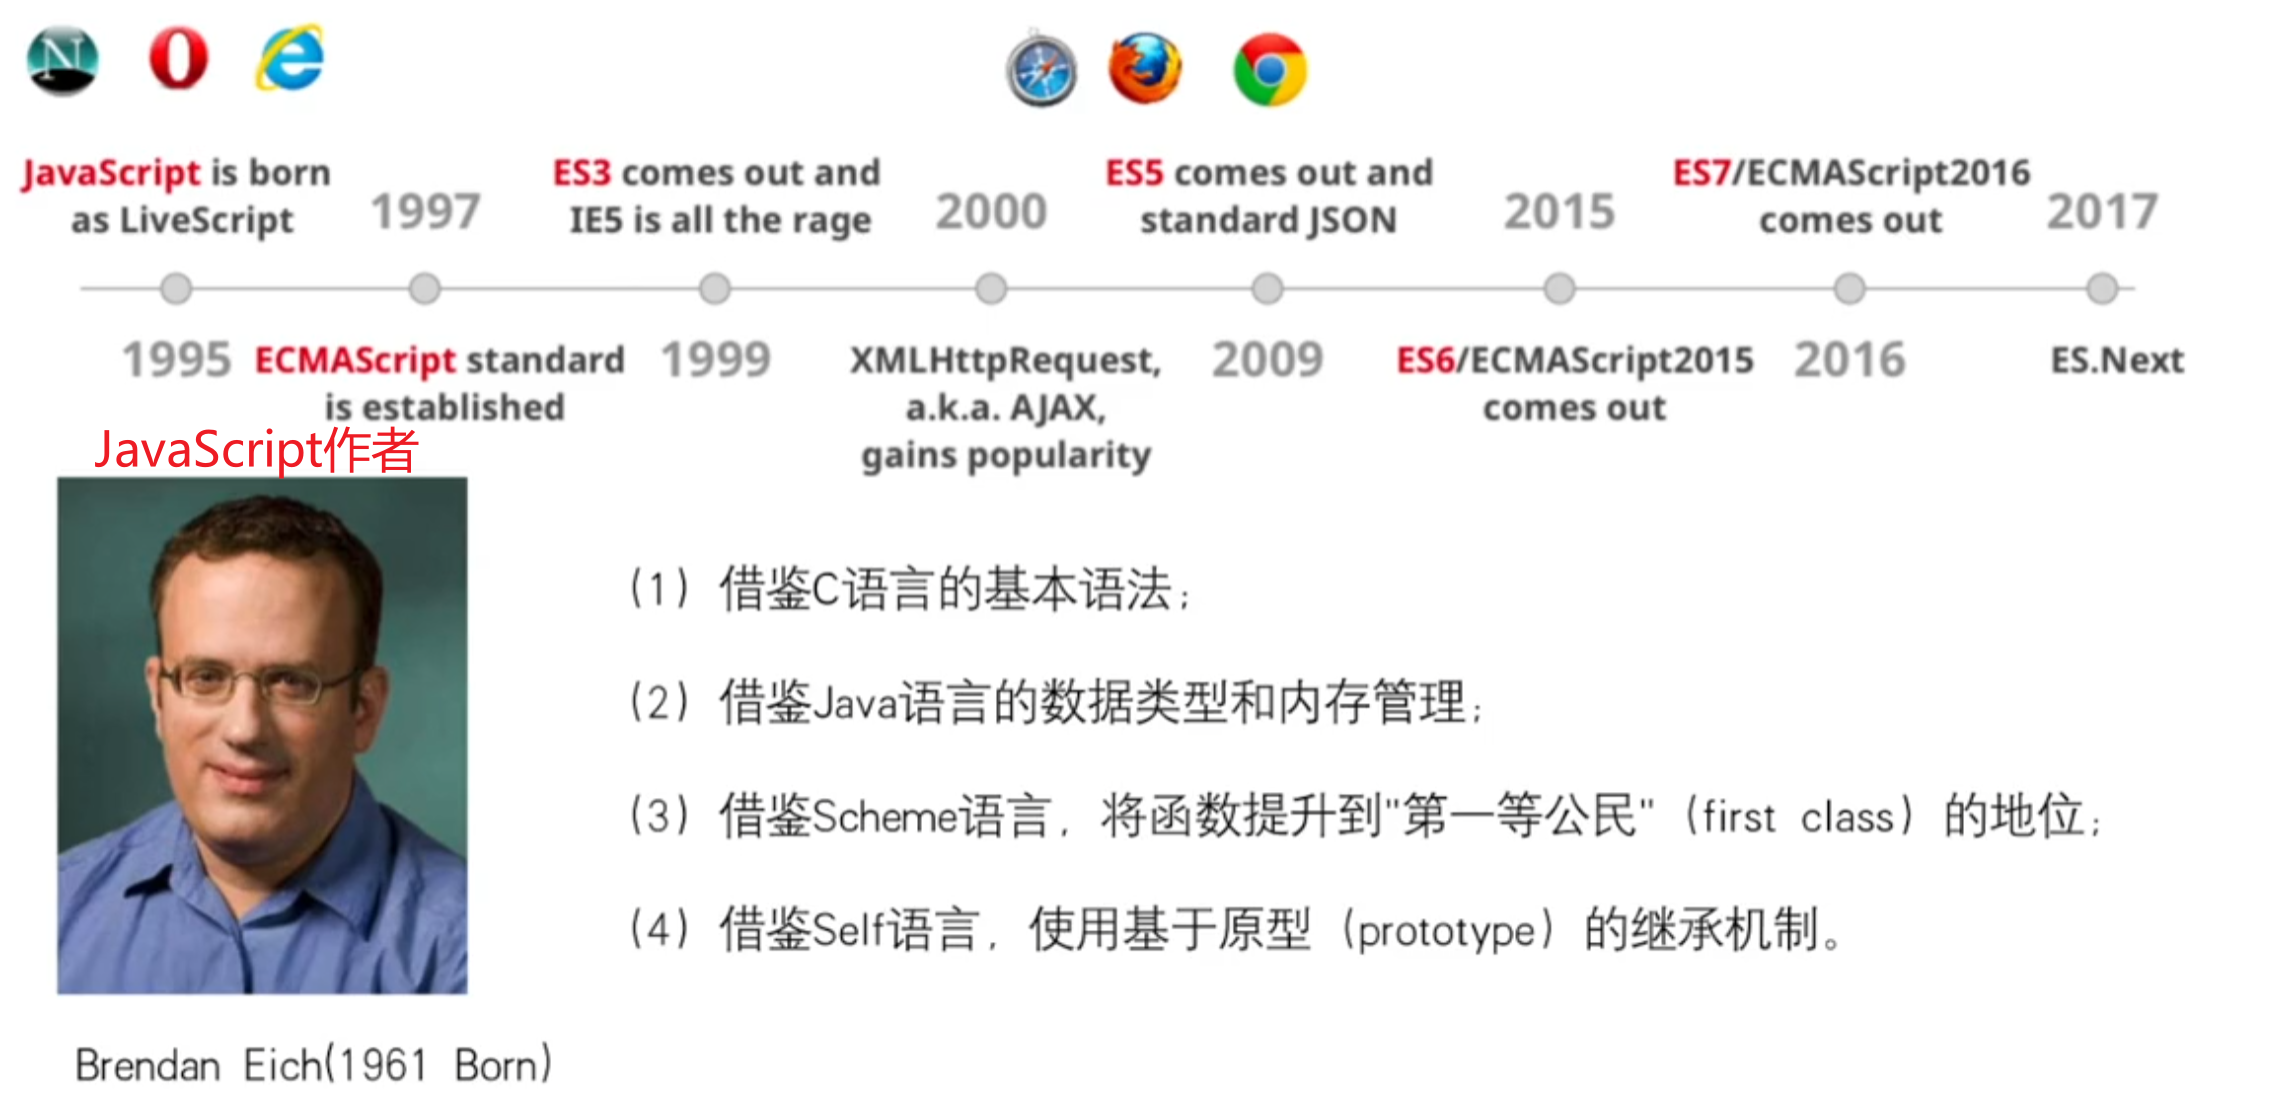 JavaScript is born
as LiveScript
1997
ES3 comes out and
IE5 is all the rage
2000
ES5 comes out and
standard JSON
2015
ES7/ECMAScript2016
comes out
2017
1995
ECMAScript standard
is established
1999
XMLHttpRequest,
a.k.a. AJAX,
gains popularity
2009
ES6/ECMAScript2015
comes out
2016
ES.Next
JavaScript作者
(1) 借鉴C语言的基本语法;
(2) 借鉴Java语言的数据类型和内存管理;
(3) 借鉴Scheme语言, 将函数提升到"第一等公民" (first class) 的地位;
(4) 借鉴Self语言, 使用基于原型 (prototype) 的继承机制。
Brendan Eich(1961 Born)